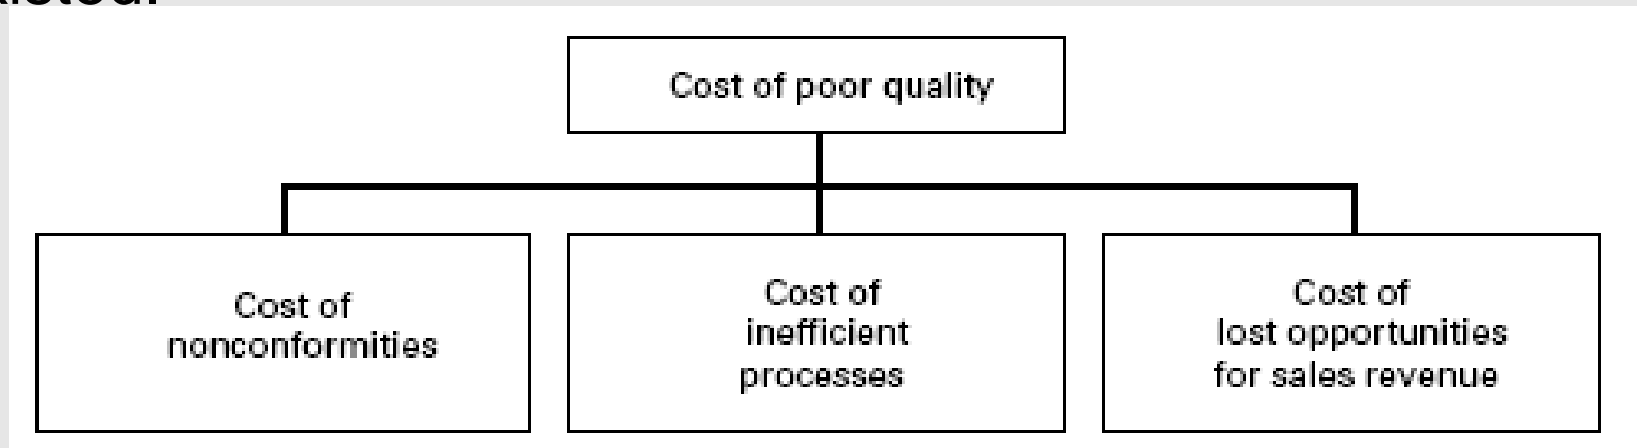 Cost of poor quality
Cost of
nonconformities
Cost of
inefficient
processes
Cost of
lost opportunities
for sales revenue